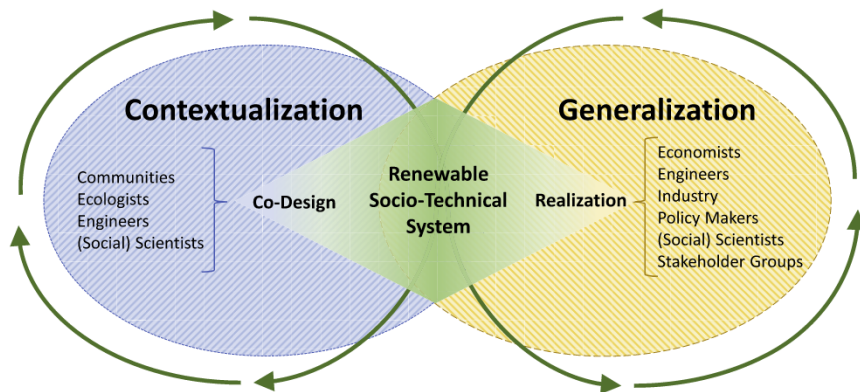 Contextualization
Communities
Ecologists
Engineers
(Social) Scientists
Co-Design
Renewable
Socio-Technical
System
Realization
Generalization
Economists
Engineers
Industry
Policy Makers
(Social) Scientists
Stakeholder Groups